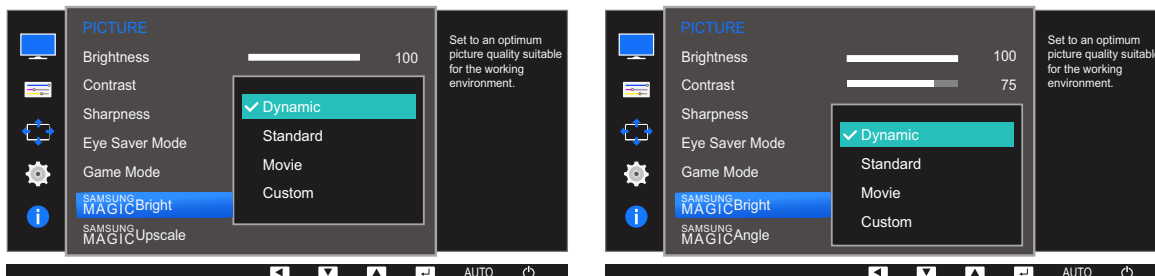 PICTURE
Brightness 100
Contrast
Sharpness
Eye Saver Mode
Game Mode
SAMSUNG
MAGICBright
SAMSUNG
MAGICUpscale
Dynamic
Standard
Movie
Custom
Set to an optimum
picture quality suitable
for the working
environment.
AUTO
PICTURE
Brightness 100
Contrast 75
Sharpness
Eye Saver Mode
Game Mode
SAMSUNG
MAGICBright
SAMSUNG
MAGICAngle
Dynamic
Standard
Movie
Custom
Set to an optimum
picture quality suitabl
for the working
environment.
AUTO